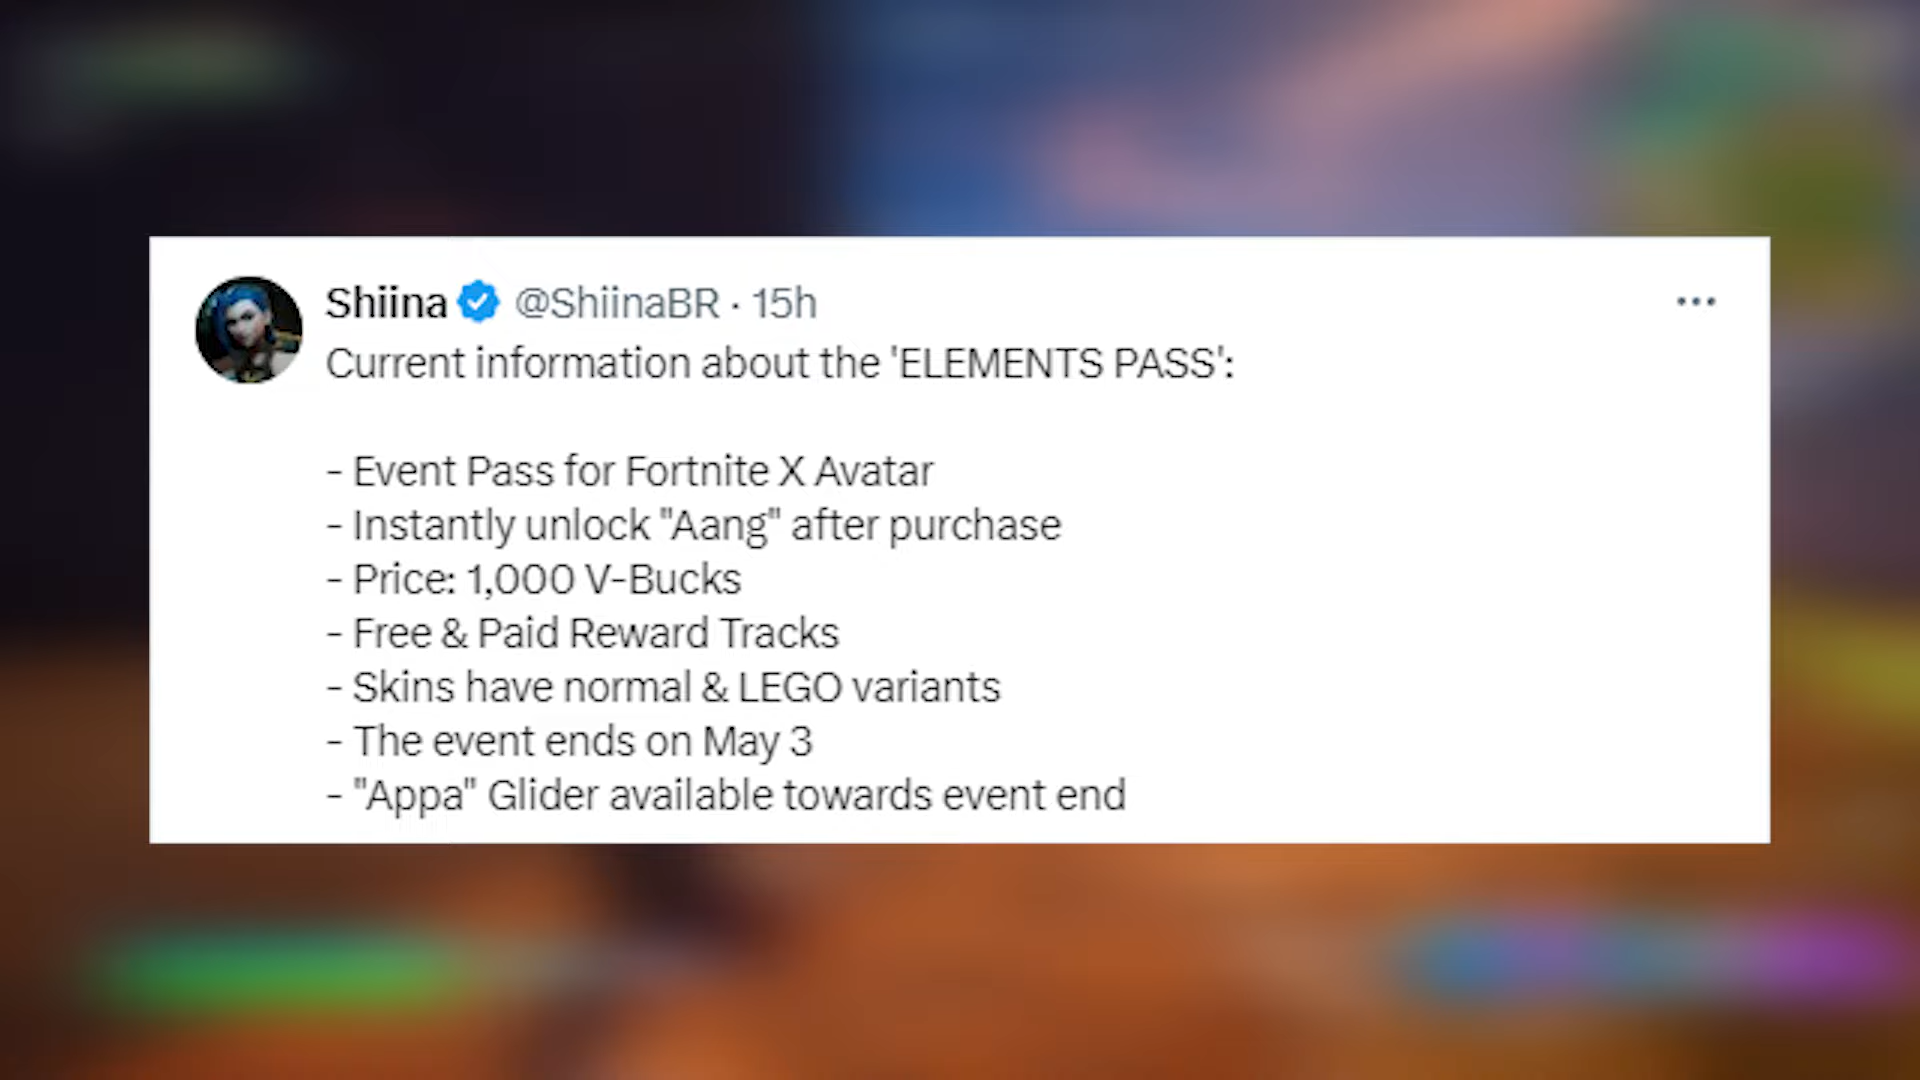 Shiina @ShiinaBR · 15h
Current information about the 'ELEMENTS PASS':
- Event Pass for Fortnite X Avatar
- Instantly unlock "Aang" after purchase
- Price: 1,000 V-Bucks
- Free & Paid Reward Tracks
- Skins have normal & LEGO variants
- The event ends on May 3
- "Appa" Glider available towards event end